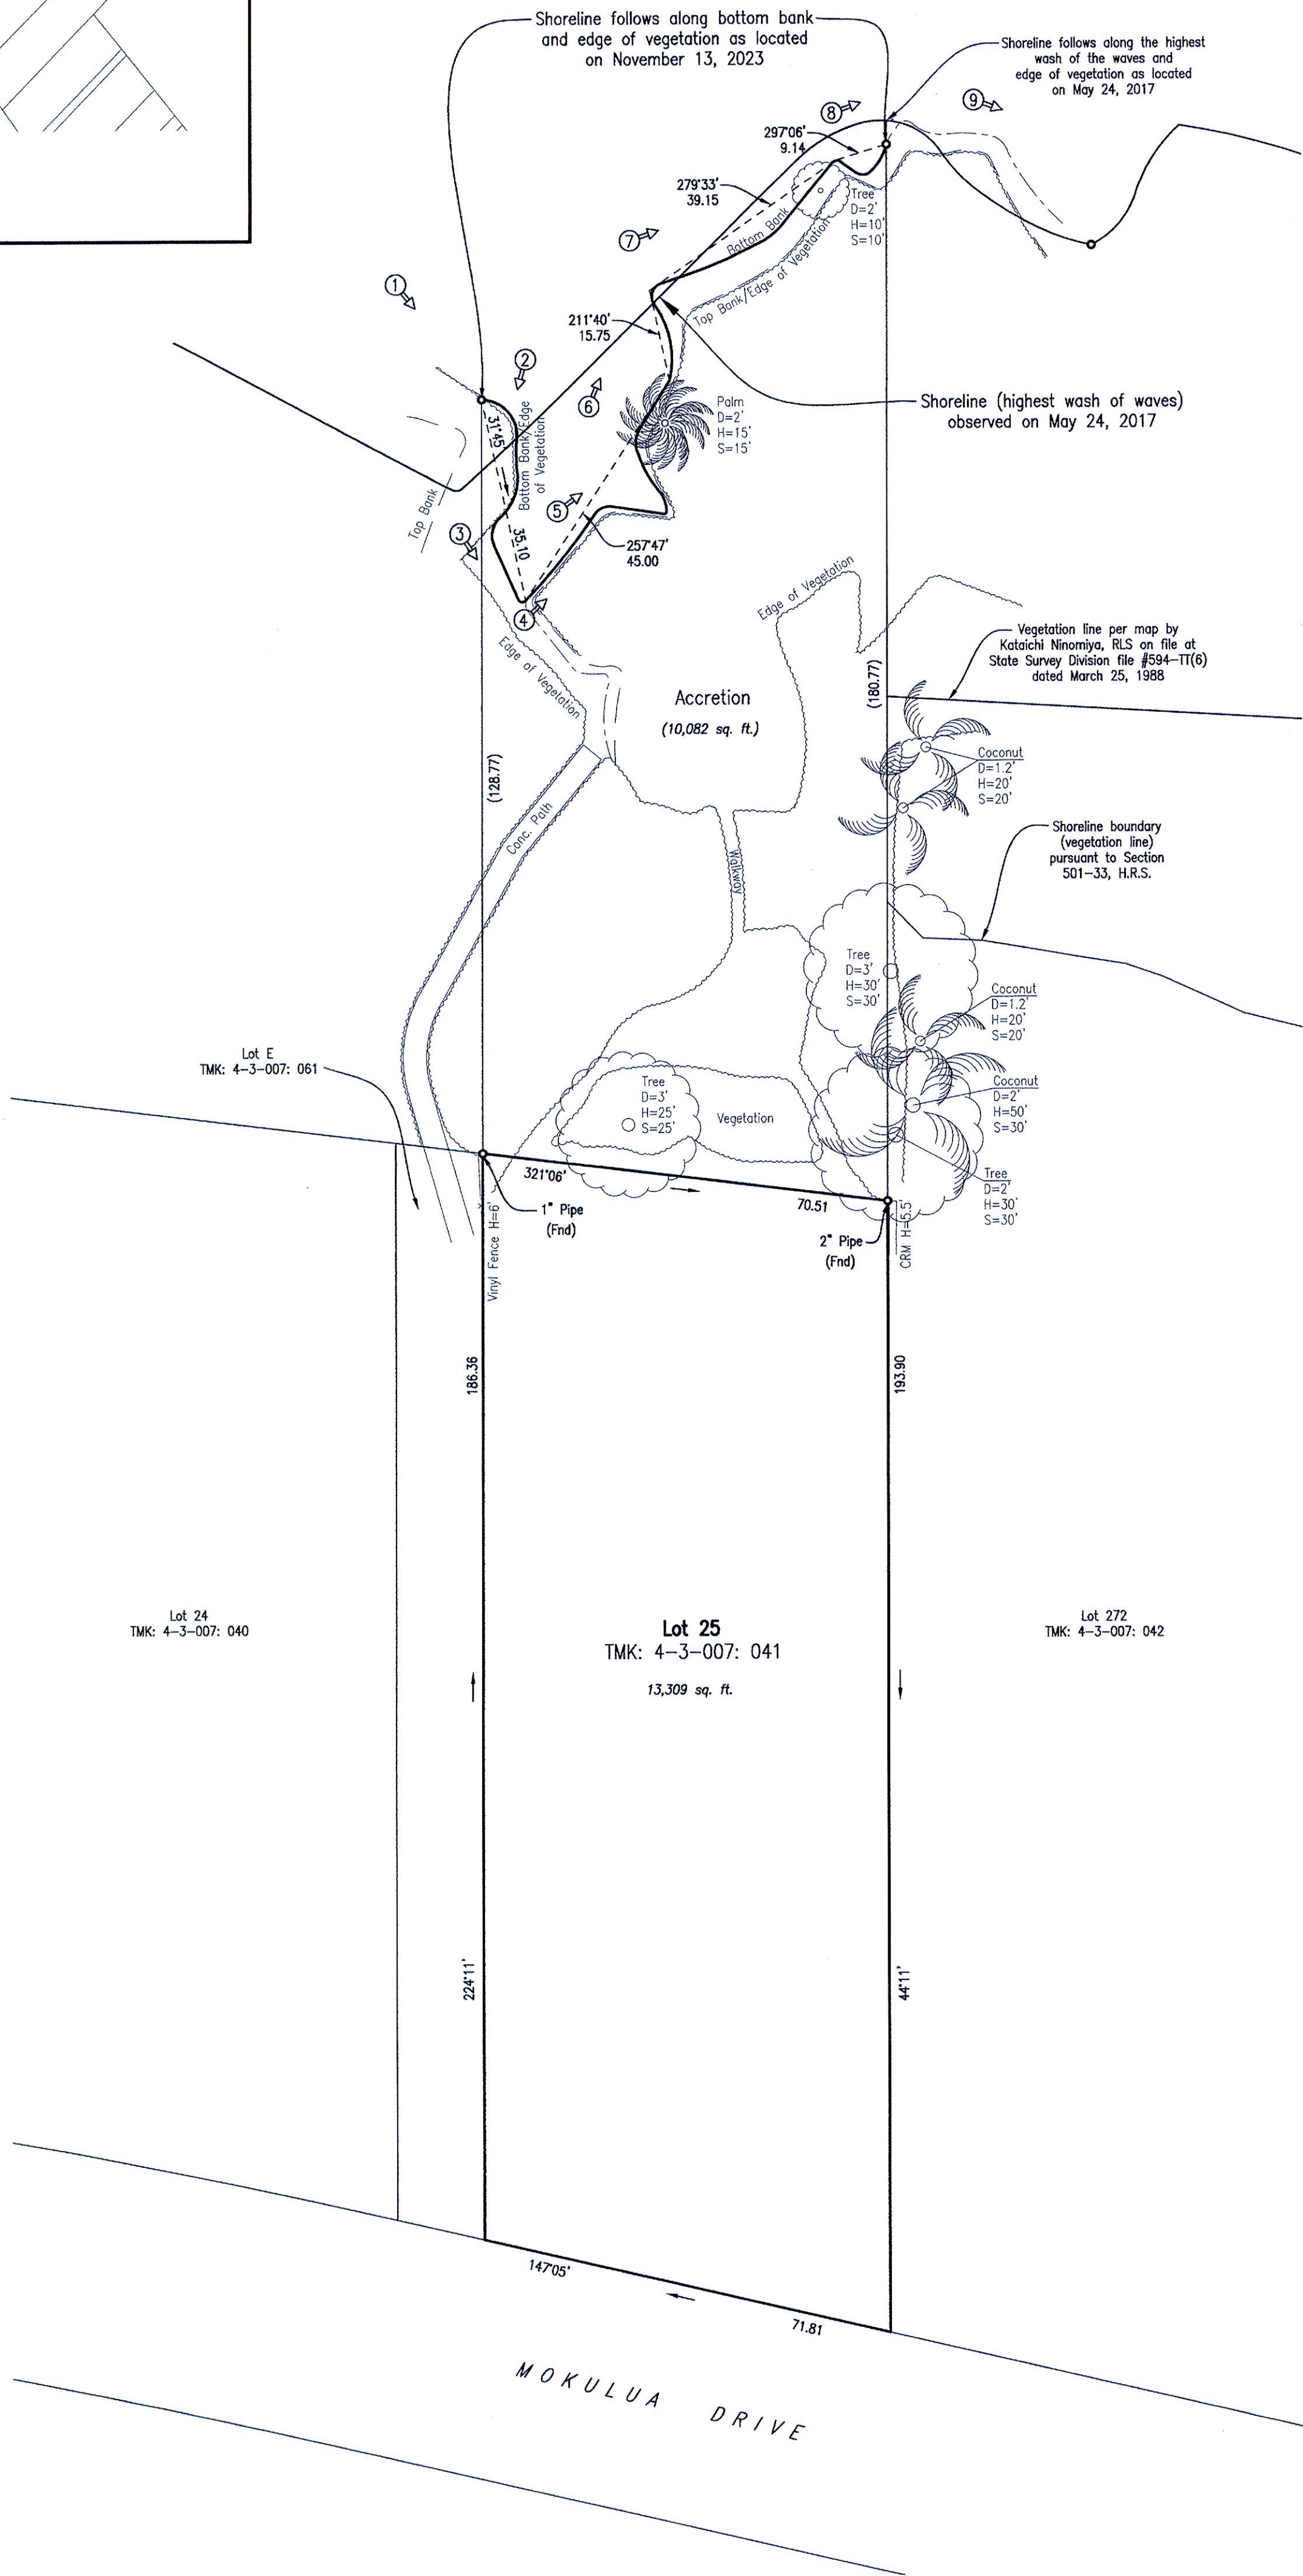 Shoreline follows along bottom bank
and edge of vegetation as located
on November 13, 2023
Shoreline follows along the highest
wash of the waves and
edge of vegetation as located
on May 24, 2017
8
9
297°06'
9.14
279°33'
39.15
Tree
D=2'
H=10'
S=10'
7
Bottom Bank
Top Bank/Edge of Vegetation
1
211°40'
15.75
2
6
Palm
D=2'
H=15'
S=15'
Shoreline (highest wash of waves)
observed on May 24, 2017
31°45'
35.10
Bottom Bank/Edge
of Vegetation
Top Bank
5
3
257°47'
45.00
4
Edge of Vegetation
Edge of Vegetation
Vegetation line per map by
Kataichi Ninomiya, RLS on file at
State Survey Division file #594-TT(6)
dated March 25, 1988
(180.77)
Accretion
(10,082 sq. ft.)
(128.77)
Coconut
D=1.2'
H=20'
S=20'
Conc. Path
Walkway
Shoreline boundary
(vegetation line)
pursuant to Section
501-33, H.R.S.
Tree
D=3'
H=30'
S=30'
Coconut
D=1.2'
H=20'
S=20'
Lot E
TMK: 4-3-007: 061
Tree
D=3'
H=25'
S=25'
Vegetation
Coconut
D=2'
H=50'
S=30'
Tree
D=2'
H=30'
S=30'
321°06'
70.51
1" Pipe
(Fnd)
2" Pipe
(Fnd)
Vinyl Fence H=6'
CRM H=5.5'
186.36
193.90
Lot 24
TMK: 4-3-007: 040
Lot 25
TMK: 4-3-007: 041
13,309 sq. ft.
Lot 272
TMK: 4-3-007: 042
224°11'
44°11'
147°05'
71.81
MOKULUA DRIVE